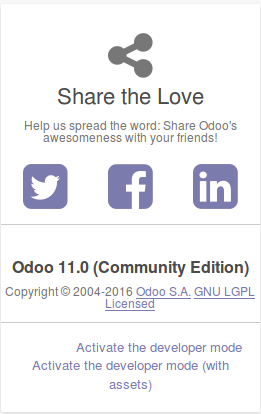 Share the Love
Help us spread the word: Share Odoo's
awesomeness with your friends!
Odoo 11.0 (Community Edition)
Copyright © 2004-2016 Odoo S.A. GNU LGPL
Licensed
Activate the developer mode
Activate the developer mode (with
assets)